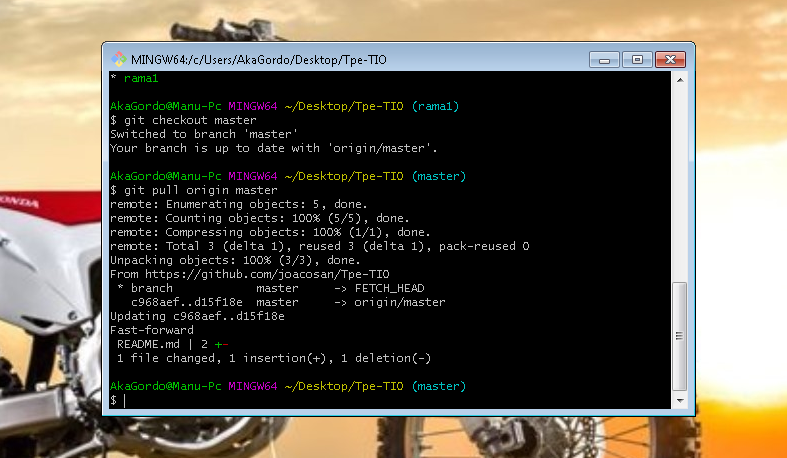 MINGW64:/c/Users/AkaGordo/Desktop/Tpe-TIO
* rama1
AkaGordo@Manu-Pc MINGW64 ~/Desktop/Tpe-TIO (rama1)
$ git checkout master
Switched to branch 'master'
Your branch is up to date with 'origin/master'.
AkaGordo@Manu-Pc MINGW64 ~/Desktop/Tpe-TIO (master)
$ git pull origin master
remote: Enumerating objects: 5, done.
remote: Counting objects: 100% (5/5), done.
remote: Compressing objects: 100% (1/1), done.
remote: Total 3 (delta 1), reused 3 (delta 1), pack-reused 0
Unpacking objects: 100% (3/3), done.
From https://github.com/joacosan/Tpe-TIO
 * branch            master     -> FETCH_HEAD
   c968aef..d15f18e  master     -> origin/master
Updating c968aef..d15f18e
Fast-forward
 README.md | 2 +-
 1 file changed, 1 insertion(+), 1 deletion(-)
AkaGordo@Manu-Pc MINGW64 ~/Desktop/Tpe-TIO (master)
$
HONDA